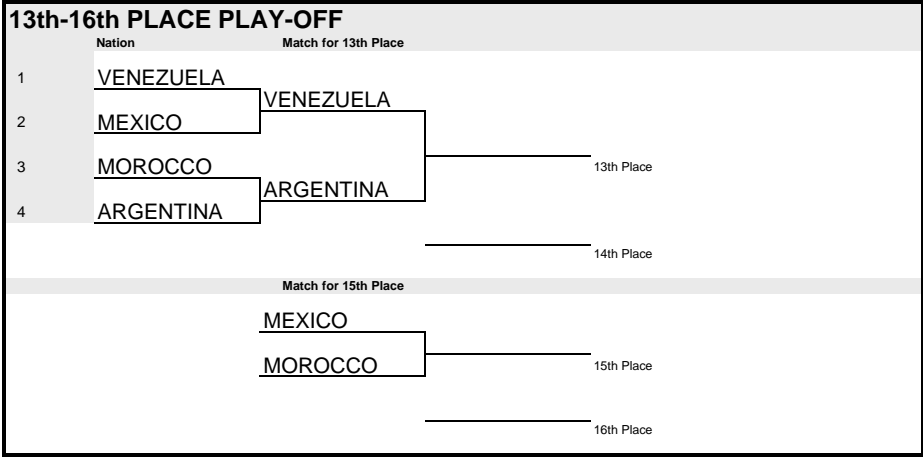 13th-16th PLACE PLAY-OFF
Nation Match for 13th Place
1 VENEZUELA
VENEZUELA
2 MEXICO
3 MOROCCO 13th Place
ARGENTINA
4 ARGENTINA
14th Place
Match for 15th Place
MEXICO
MOROCCO 15th Place
16th Place